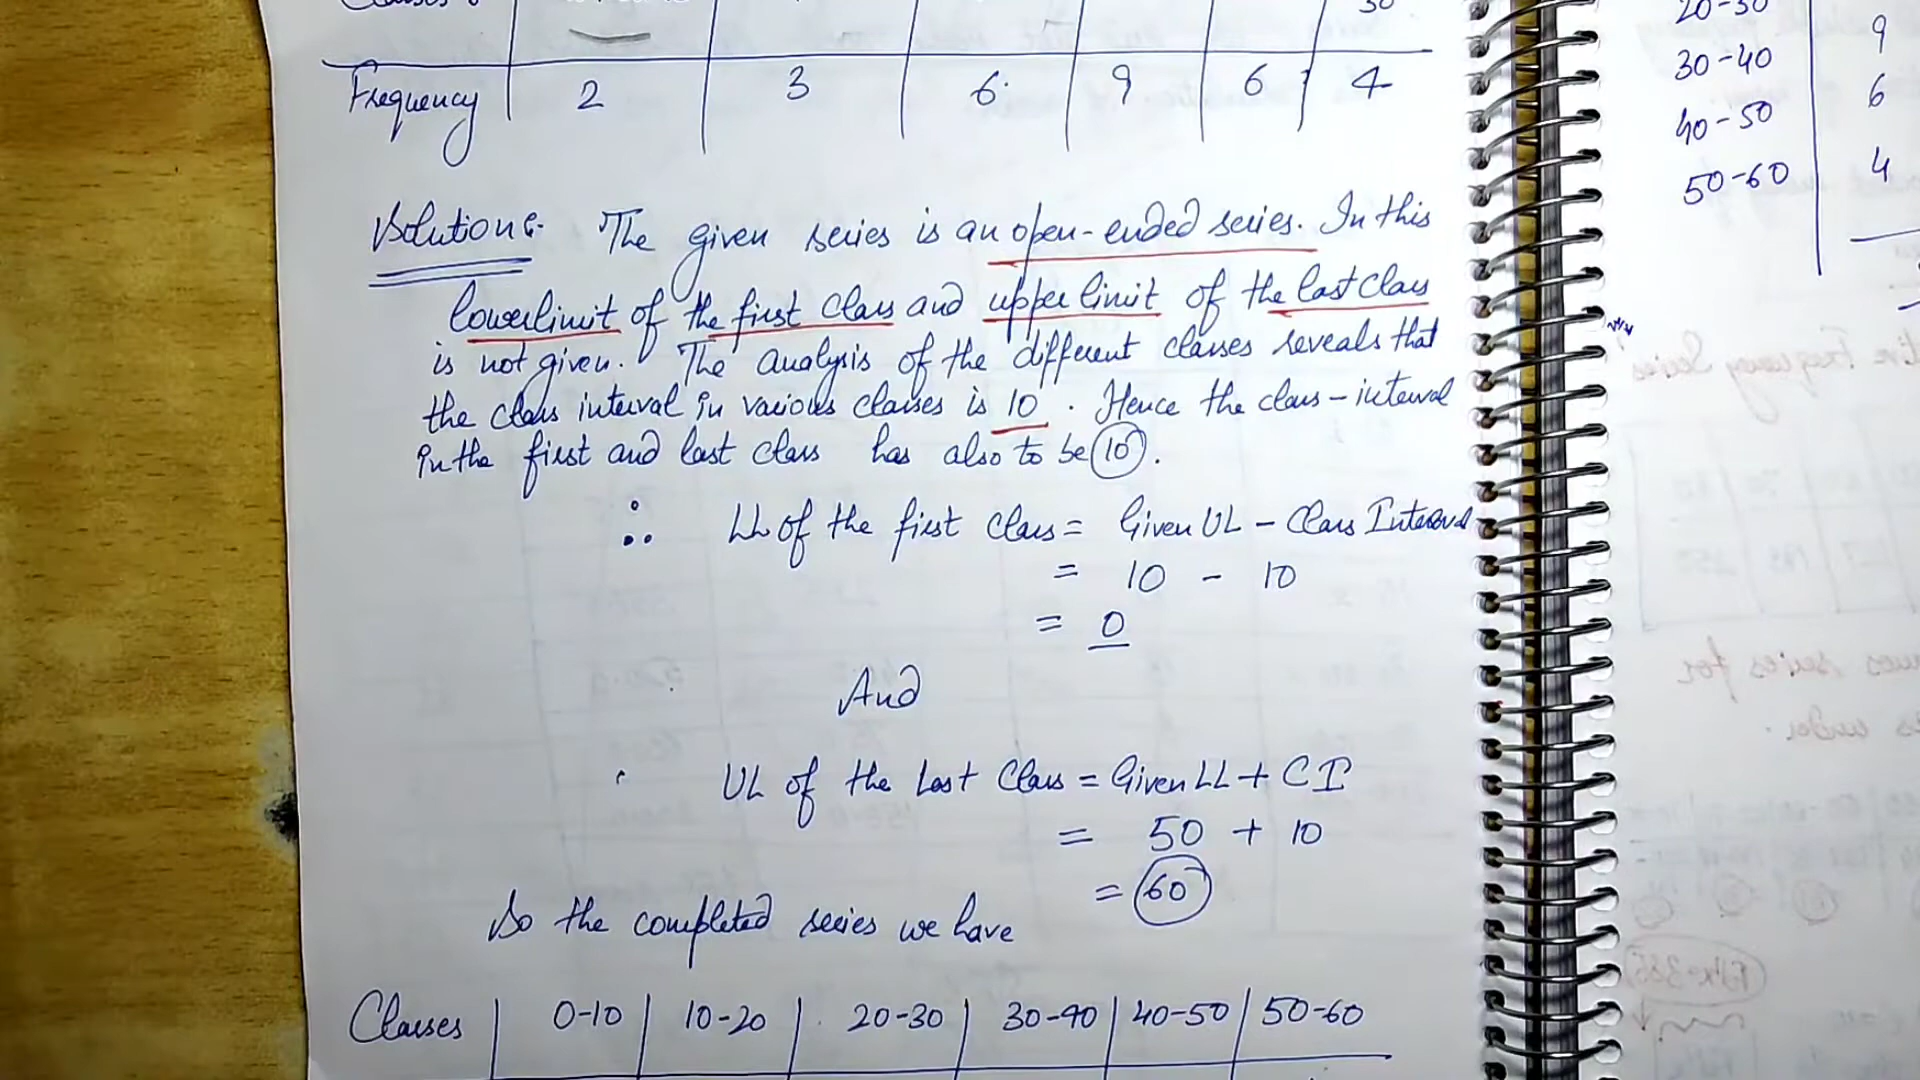 Frequency 2 3 6 9 6 4
Solution:- The given series is an open-ended series. In this
lower limit of the first class and upper limit of the last class
is not given. The analysis of the different classes reveals that
the class interval in various classes is 10. Hence the class-interval
in the first and last class has also to be 10.
∴ LL of the first class = Given UL - Class Interval
= 10 - 10
= 0
And
UL of the Last Class = Given LL + C I
= 50 + 10
= 60
So the completed series we have
Classes 0-10 10-20 20-30 30-40 40-50 50-60
20-30 9
30-40 6
40-50 4
50-60